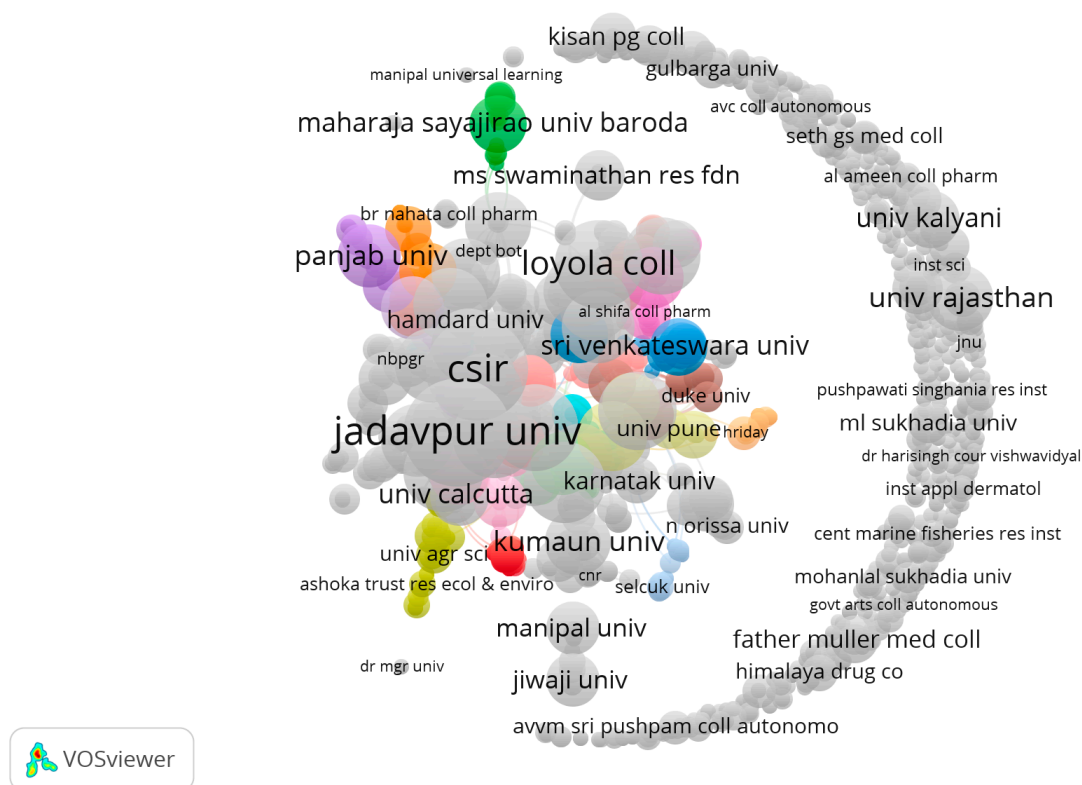 kisan pg coll
gulbarga univ
manipal universal learning
avc coll autonomous
maharaja sayajirao univ baroda
seth gs med coll
ms swaminathan res fdn
al ameen coll pharm
br nahata coll pharm
univ kalyani
panjab univ
dept bot
loyola coll
inst sci
univ rajasthan
hamdard univ
al shifa coll pharm
sri venkateswara univ
jnu
nbpgr
csir
duke univ
pushpawati singhania res inst
jadavpur univ
univ pune
hriday
ml sukhadia univ
dr harisingh cour vishwavidyal
karnatak univ
inst appl dermatol
univ calcutta
n orissa univ
cent marine fisheries res inst
kumaun univ
univ agr sci
cnr
mohanlal sukhadia univ
ashoka trust res ecol & enviro
selcuk univ
govt arts coll autonomous
manipal univ
father muller med coll
dr mgr univ
himalaya drug co
jiwaji univ
avvm sri pushpam coll autonomo
VOSviewer